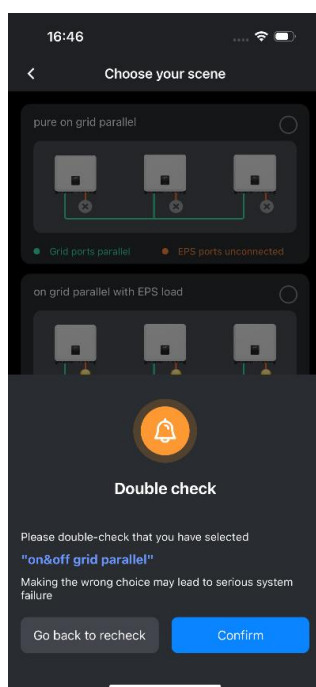 16:46
Choose your scene
pure on grid parallel
Grid ports parallel
EPS ports unconnected
on grid parallel with EPS load
Double check
Please double-check that you have selected
"on&off grid parallel"
Making the wrong choice may lead to serious system
failure
Go back to recheck
Confirm